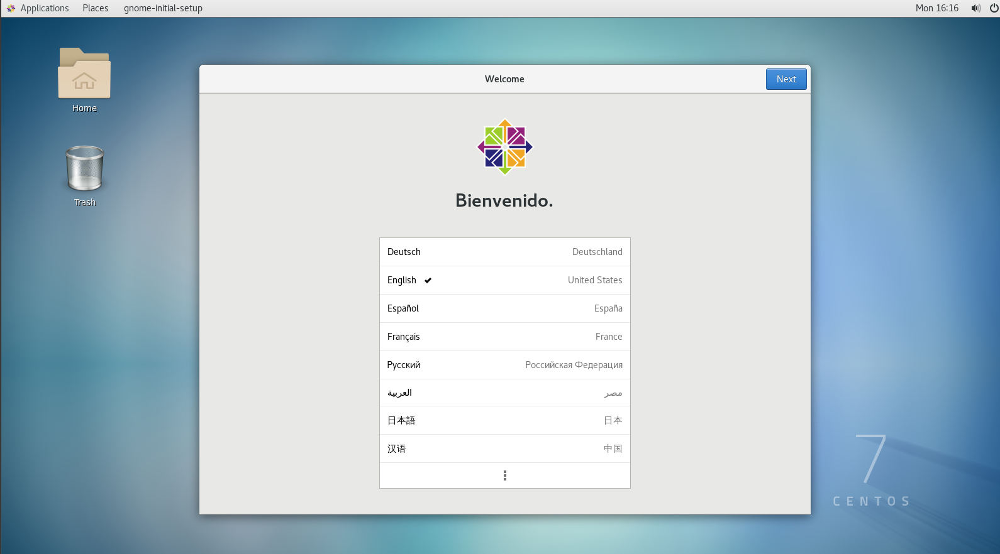 Applications Places gnome-initial-setup Mon 16:16
Home
Trash
Welcome Next
Bienvenido.
Deutsch Deutschland
English United States
Español España
Français France
Русский Российская Федерация
العربية مصر
日本語 日本
汉语 中国
7
CENTOS